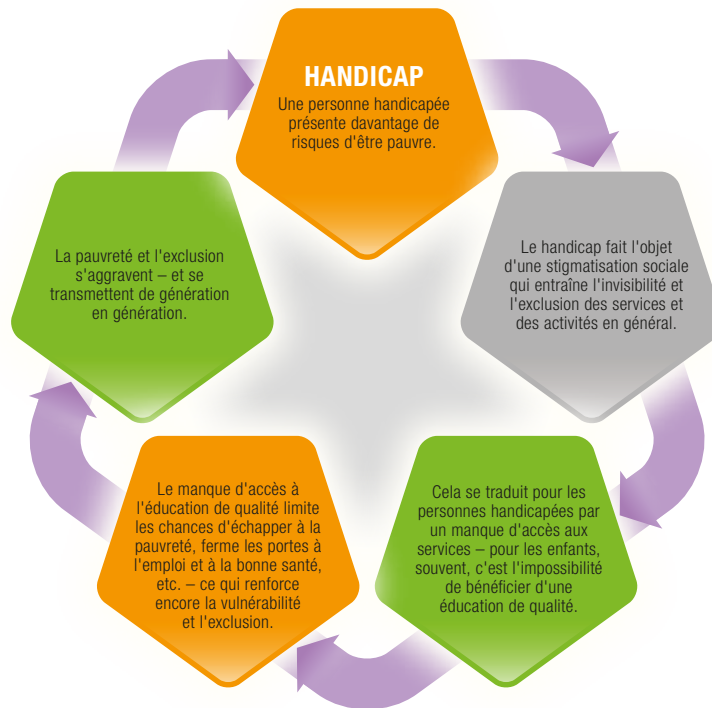 HANDICAP
Une personne handicapée
présente davantage de
risques d'être pauvre.
Le handicap fait l'objet
d'une stigmatisation sociale
qui entraîne l'invisibilité et
l'exclusion des services et
des activités en général.
Cela se traduit pour les
personnes handicapées par
un manque d'accès aux
services – pour les enfants,
souvent, c'est l'impossibilité
de bénéficier d'une
éducation de qualité.
Le manque d'accès à
l'éducation de qualité limite
les chances d'échapper à la
pauvreté, ferme les portes à
l'emploi et à la bonne santé,
etc. – ce qui renforce
encore la vulnérabilité
et l'exclusion.
La pauvreté et l'exclusion
s'aggravent – et se
transmettent de génération
en génération.